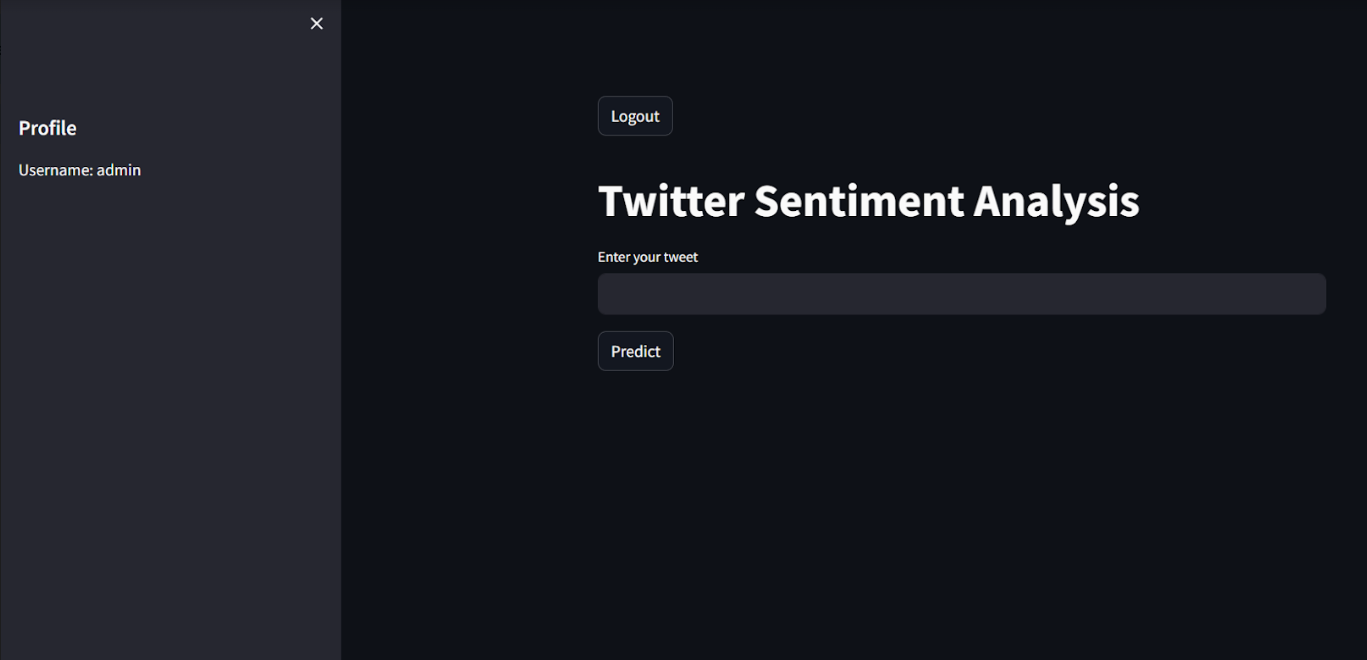 Profile
Username: admin
Logout
Twitter Sentiment Analysis
Enter your tweet
Predict